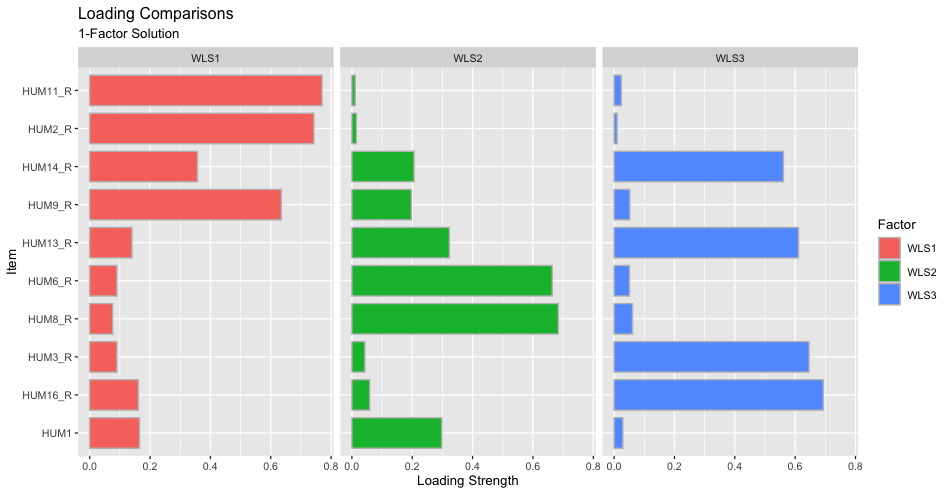 Loading Comparisons
1-Factor Solution
WLS1 WLS2 WLS3
HUM11_R
HUM2_R
HUM14_R
HUM9_R
HUM13_R
HUM6_R
HUM8_R
HUM3_R
HUM16_R
HUM1
Item
0.0 0.2 0.4 0.6 0.8 0.0 0.2 0.4 0.6 0.8 0.0 0.2 0.4 0.6 0.8
Loading Strength
Factor
WLS1
WLS2
WLS3